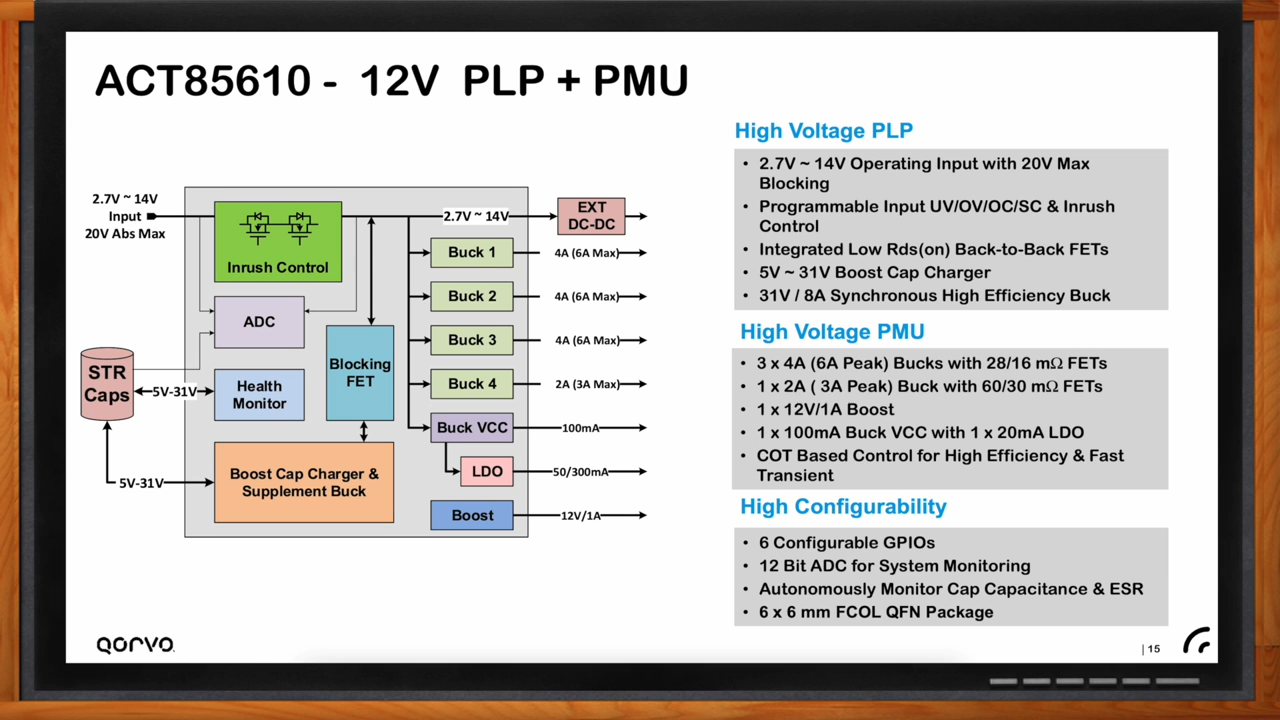 ACT85610 - 12V PLP + PMU
2.7V ~ 14V
Input
20V Abs Max
Inrush Control
ADC
STR
Caps
5V-31V
Health
Monitor
Blocking
FET
5V-31V
Boost Cap Charger &
Supplement Buck
2.7V ~ 14V
EXT
DC-DC
Buck 1
4A (6A Max)
Buck 2
4A (6A Max)
Buck 3
4A (6A Max)
Buck 4
2A (3A Max)
Buck VCC
100mA
LDO
50/300mA
Boost
12V/1A
High Voltage PLP
• 2.7V ~ 14V Operating Input with 20V Max
Blocking
• Programmable Input UV/OV/OC/SC & Inrush
Control
• Integrated Low Rds(on) Back-to-Back FETs
• 5V ~ 31V Boost Cap Charger
• 31V / 8A Synchronous High Efficiency Buck
High Voltage PMU
• 3 x 4A (6A Peak) Bucks with 28/16 mΩ FETs
• 1 x 2A ( 3A Peak) Buck with 60/30 mΩ FETs
• 1 x 12V/1A Boost
• 1 x 100mA Buck VCC with 1 x 20mA LDO
• COT Based Control for High Efficiency & Fast
Transient
High Configurability
• 6 Configurable GPIOs
• 12 Bit ADC for System Monitoring
• Autonomously Monitor Cap Capacitance & ESR
• 6 x 6 mm FCOL QFN Package
QORVO
| 15